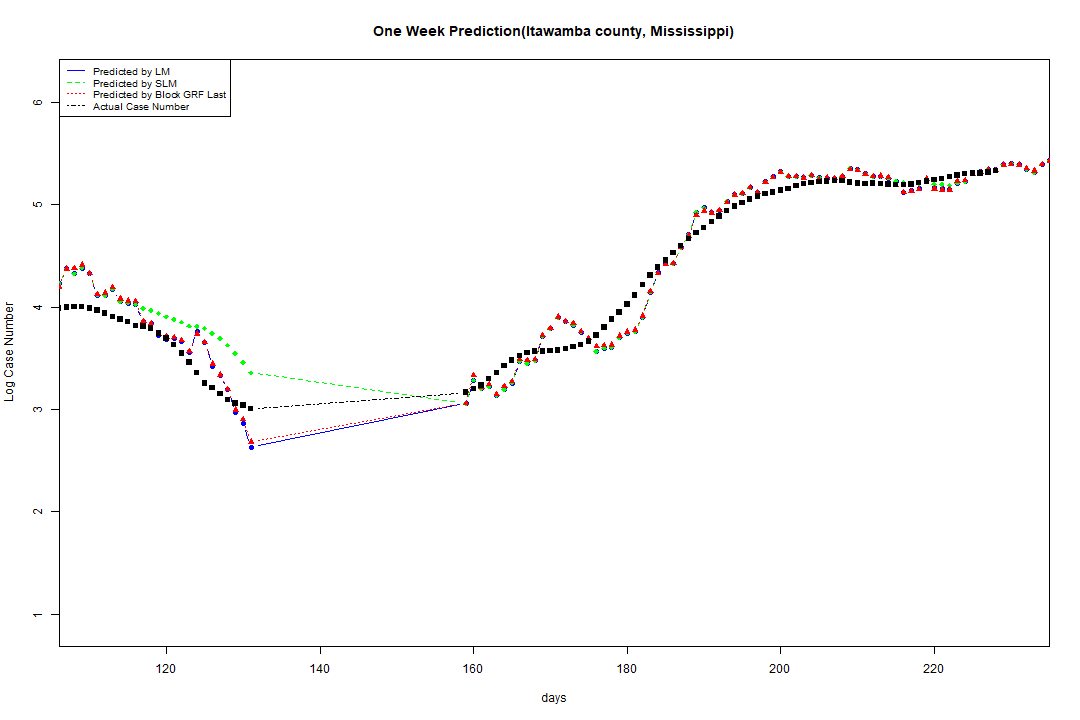 One Week Prediction(Itawamba county, Mississippi)
Predicted by LM
Predicted by SLM
Predicted by Block GRF Last
Actual Case Number
6
5
4
3
2
1
Log Case Number
120 140 160 180 200 220
days